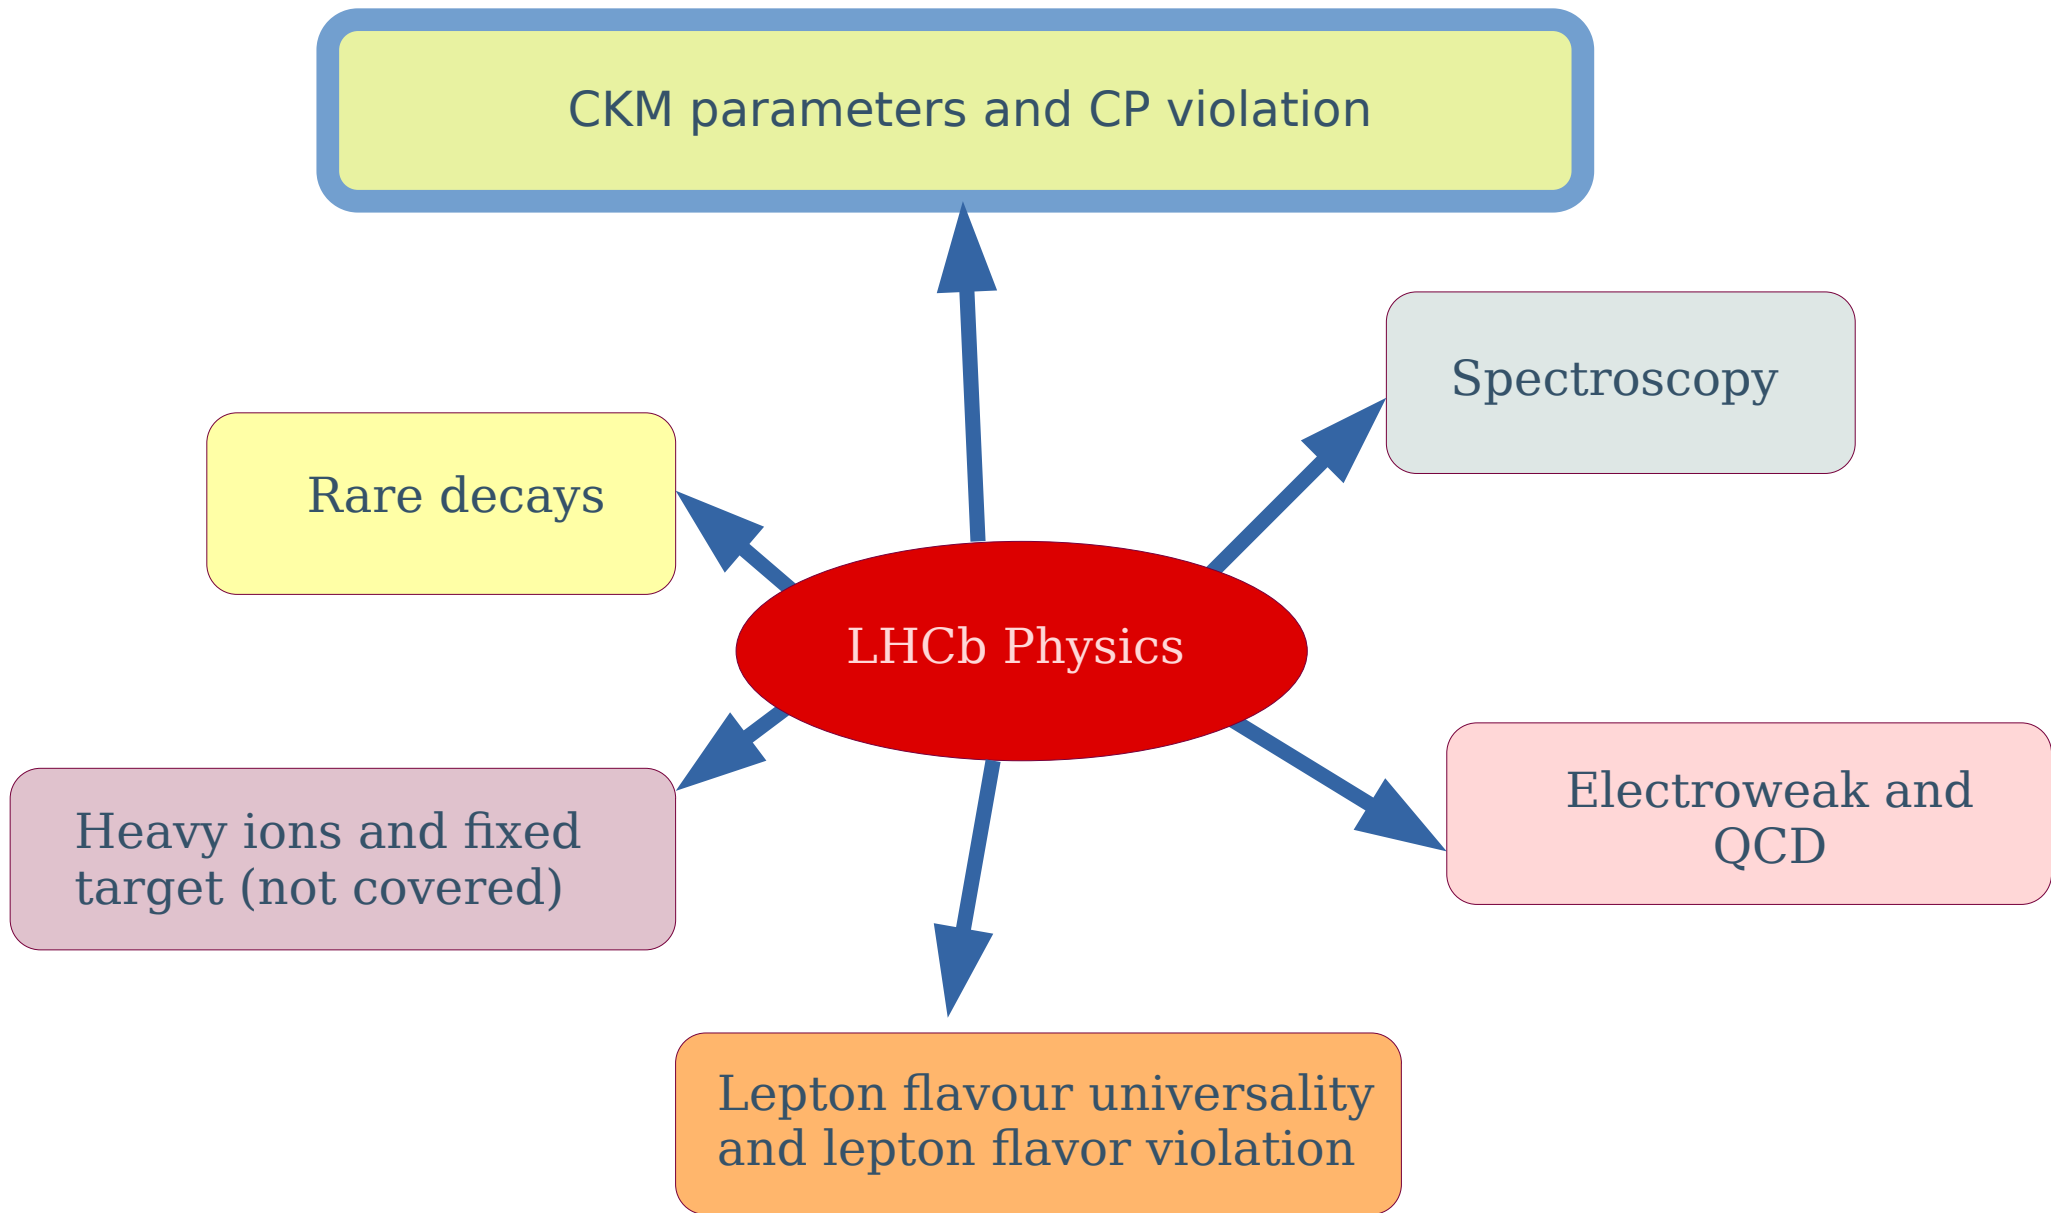 CKM parameters and CP violation
Spectroscopy
Rare decays
LHCb Physics
Electroweak and
QCD
Heavy ions and fixed
target (not covered)
Lepton flavour universality
and lepton flavor violation